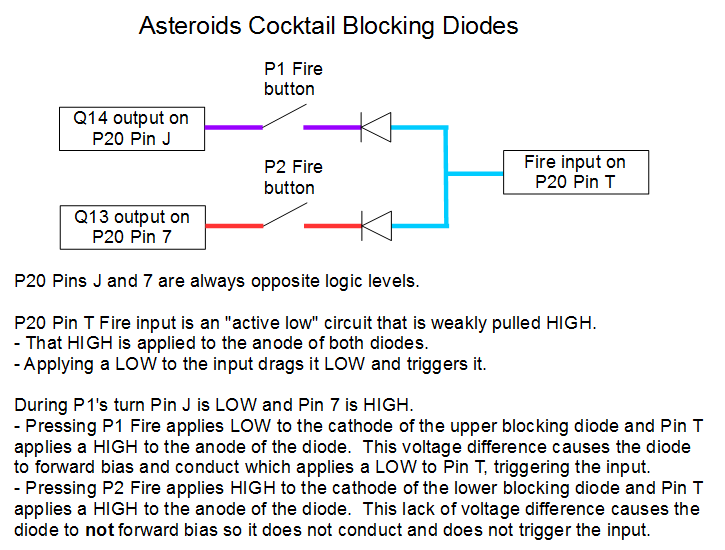 Asteroids Cocktail Blocking Diodes
P1 Fire
button
Q14 output on
P20 Pin J
P2 Fire
button
Fire input on
P20 Pin T
Q13 output on
P20 Pin 7
P20 Pins J and 7 are always opposite logic levels.
P20 Pin T Fire input is an "active low" circuit that is weakly pulled HIGH.
- That HIGH is applied to the anode of both diodes.
- Applying a LOW to the input drags it LOW and triggers it.
During P1's turn Pin J is LOW and Pin 7 is HIGH.
- Pressing P1 Fire applies LOW to the cathode of the upper blocking diode and Pin T
applies a HIGH to the anode of the diode.  This voltage difference causes the diode
to forward bias and conduct which applies a LOW to Pin T, triggering the input.
- Pressing P2 Fire applies HIGH to the cathode of the lower blocking diode and Pin T
applies a HIGH to the anode of the diode.  This lack of voltage difference causes the
diode to not forward bias so it does not conduct and does not trigger the input.